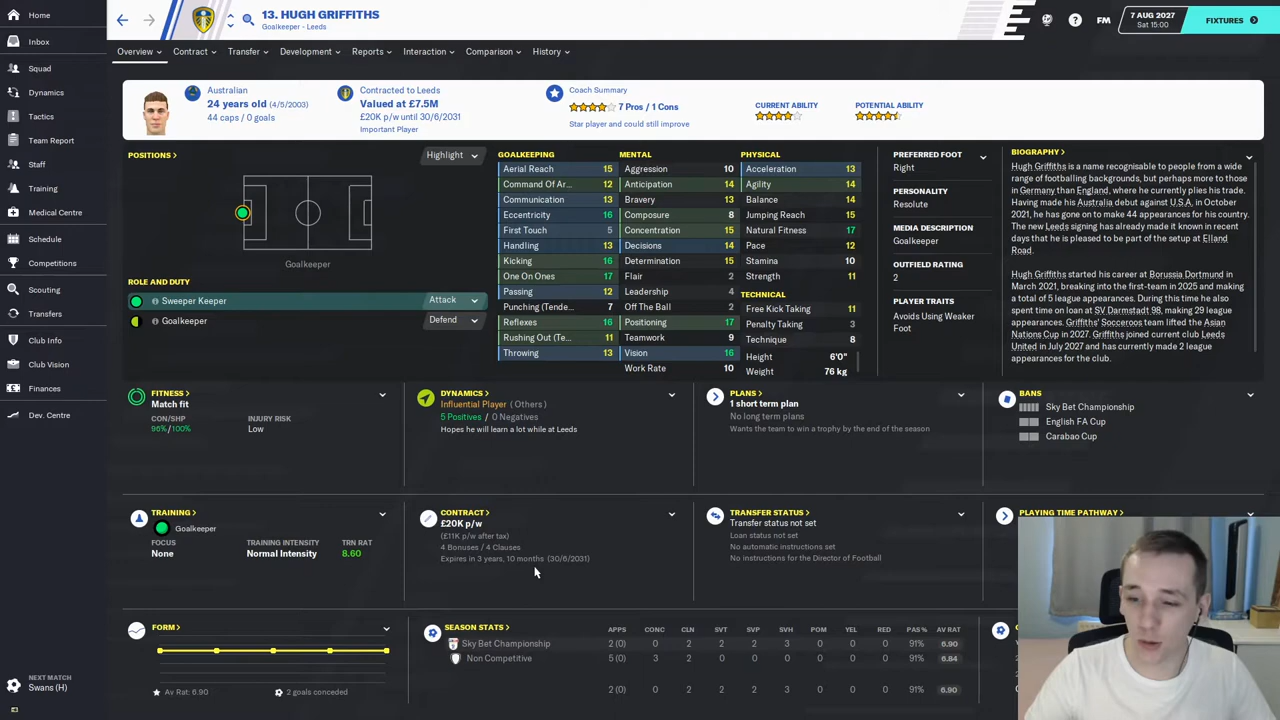 Home
Inbox
Squad
Dynamics
Tactics
Team Report
Staff
Training
Medical Centre
Schedule
Competitions
Scouting
Transfers
Club Info
Club Vision
Finances
Dev. Centre
NEXT MATCH
Swans (H)
13. HUGH GRIFFITHS
Goalkeeper - Leeds
FM
7 AUG 2027
Sat 15:00
FIXTURES
Overview
Contract
Transfer
Development
Reports
Interaction
Comparison
History
Australian
24 years old (4/5/2003)
44 caps / 0 goals
Contracted to Leeds
Valued at £7.5M
£20K p/w until 30/6/2031
Important Player
Coach Summary
7 Pros / 1 Cons
Star player and could still improve
CURRENT ABILITY
POTENTIAL ABILITY
POSITIONS
Highlight
Goalkeeper
ROLE AND DUTY
Sweeper Keeper Attack
Goalkeeper Defend
GOALKEEPING
Aerial Reach 15
Command Of Ar... 12
Communication 13
Eccentricity 16
First Touch 5
Handling 13
Kicking 16
One On Ones 17
Passing 12
Punching (Tende... 7
Reflexes 16
Rushing Out (Te... 11
Throwing 13
MENTAL
Aggression 10
Anticipation 14
Bravery 13
Composure 8
Concentration 15
Decisions 14
Determination 15
Flair 2
Leadership 4
Off The Ball 2
Positioning 17
Teamwork 9
Vision 16
Work Rate 10
PHYSICAL
Acceleration 13
Agility 14
Balance 14
Jumping Reach 15
Natural Fitness 17
Pace 12
Stamina 10
Strength 11
TECHNICAL
Free Kick Taking 11
Penalty Taking 3
Technique 8
Height 6'0"
Weight 76 kg
PREFERRED FOOT
Right
PERSONALITY
Resolute
MEDIA DESCRIPTION
Goalkeeper
OUTFIELD RATING
2
PLAYER TRAITS
Avoids Using Weaker
Foot
BIOGRAPHY
Hugh Griffiths is a name recognisable to people from a wide
range of footballing backgrounds, but perhaps more to those
in Germany than England, where he currently plies his trade.
Having made his Australia debut against U.S.A. in October
2021, he has gone on to make 44 appearances for his country.
The new Leeds signing has already made it known in recent
days that he is pleased to be part of the setup at Elland
Road.
Hugh Griffiths started his career at Borussia Dortmund in
March 2021, breaking into the first-team in 2025 and making
a total of 5 league appearances. During this time he also
spent time on loan at SV Darmstadt 98, making 29 league
appearances. Griffiths' Socceroos team lifted the Asian
Nations Cup in 2027. Griffiths joined current club Leeds
United in July 2027 and has currently made 2 league
appearances for the club.
FITNESS
Match fit
CON/SHP
96%/100%
INJURY RISK
Low
DYNAMICS
Influential Player (Others)
5 Positives / 0 Negatives
Hopes he will learn a lot while at Leeds
PLANS
1 short term plan
No long term plans
Wants the team to win a trophy by the end of the season
BANS
Sky Bet Championship
English FA Cup
Carabao Cup
TRAINING
Goalkeeper
FOCUS
None
TRAINING INTENSITY
Normal Intensity
TRN RAT
8.60
CONTRACT
£20K p/w
(£11K p/w after tax)
4 Bonuses / 4 Clauses
Expires in 3 years, 10 months (30/6/2031)
TRANSFER STATUS
Transfer status not set
Loan status not set
No automatic instructions set
No instructions for the Director of Football
PLAYING TIME PATHWAY
FORM
Av Rat: 6.90
2 goals conceded
SEASON STATS
APPS CONC CLN SVT SVP SVH POM YEL RED PAS% AV RAT
Sky Bet Championship 2 (0) 0 2 2 2 3 0 0 0 91% 6.90
Non Competitive 5 (0) 3 2 0 0 0 0 0 0 91% 6.84
2 (0) 0 2 2 2 3 0 0 0 91% 6.90